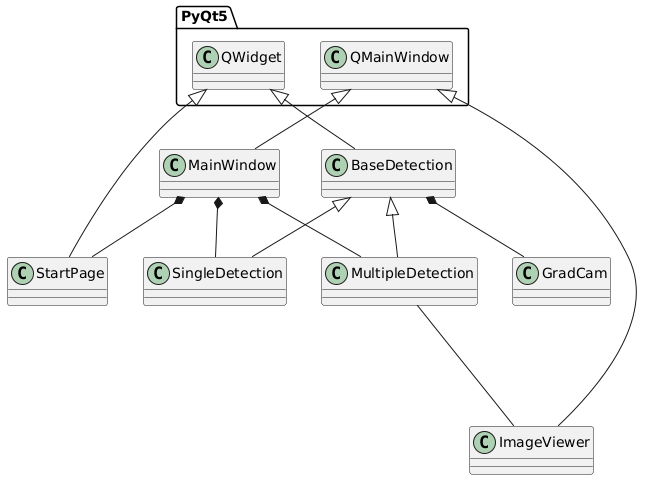 PyQt5
C QWidget
C QMainWindow
C MainWindow
C BaseDetection
C StartPage
C SingleDetection
C MultipleDetection
C GradCam
C ImageViewer